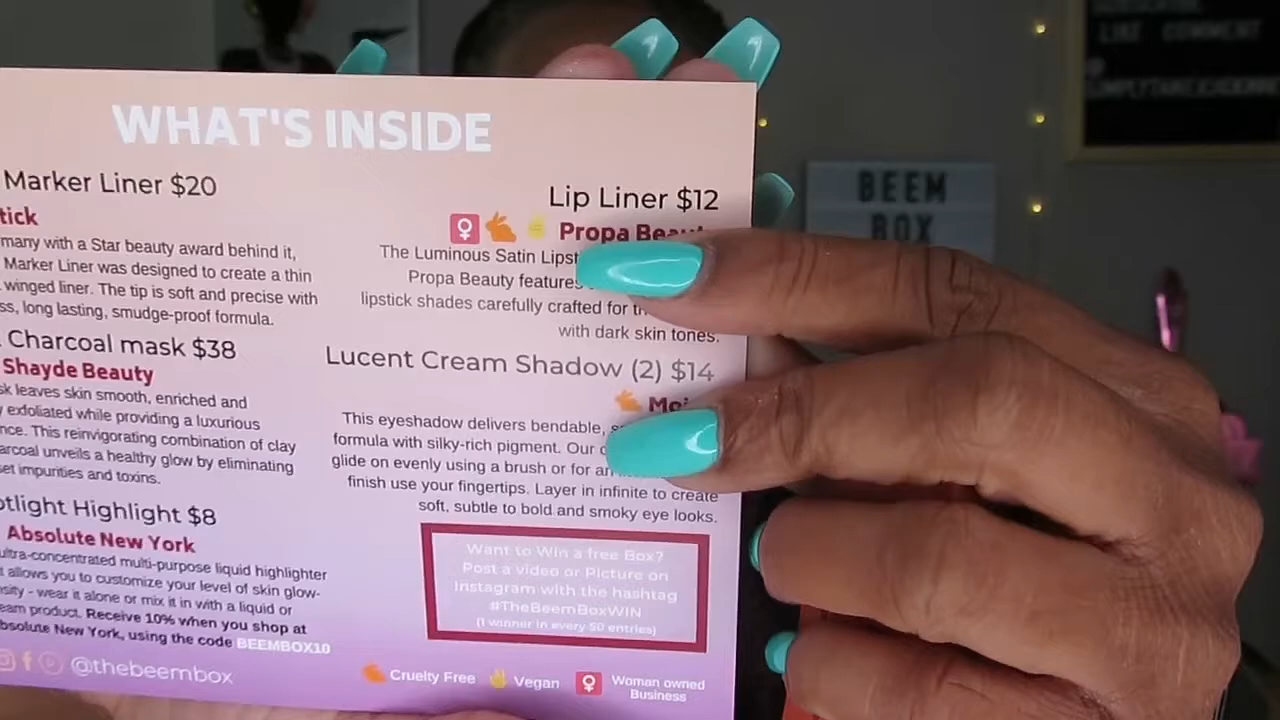 LIKE COMMENT
BEEM
BOX
WHAT'S INSIDE
Marker Liner $20
tick
many with a Star beauty award behind it,
Marker Liner was designed to create a thin
winged liner. The tip is soft and precise with
ss, long lasting, smudge-proof formula.
Charcoal mask $38
Shayde Beauty
sk leaves skin smooth, enriched and
exfoliated while providing a luxurious
nce. This reinvigorating combination of clay
arcoal unveils a healthy glow by eliminating
set impurities and toxins.
otlight Highlight $8
Absolute New York
ultra-concentrated multi-purpose liquid highlighter
t allows you to customize your level of skin glow-
sity - wear it alone or mix it in with a liquid or
eam product. Receive 10% when you shop at
bsolute New York, using the code BEEMBOX10
@thebeembox
Lip Liner $12
Propa
The Luminous Satin
Propa Beauty features
lipstick shades carefully crafted for
with dark skin tones.
Lucent Cream Shadow (2) $14
This eyeshadow delivers bendable,
formula with silky-rich pigment. Our
glide on evenly using a brush or for
finish use your fingertips. Layer in infinite to create
soft, subtle to bold and smoky eye looks.
Want to Win a free Box?
Post a video or Picture on
Instagram with the hashtag
#TheBeemBoxWIN
(1 winner in every 50 entries)
Cruelty Free
Vegan
Woman owned
Business